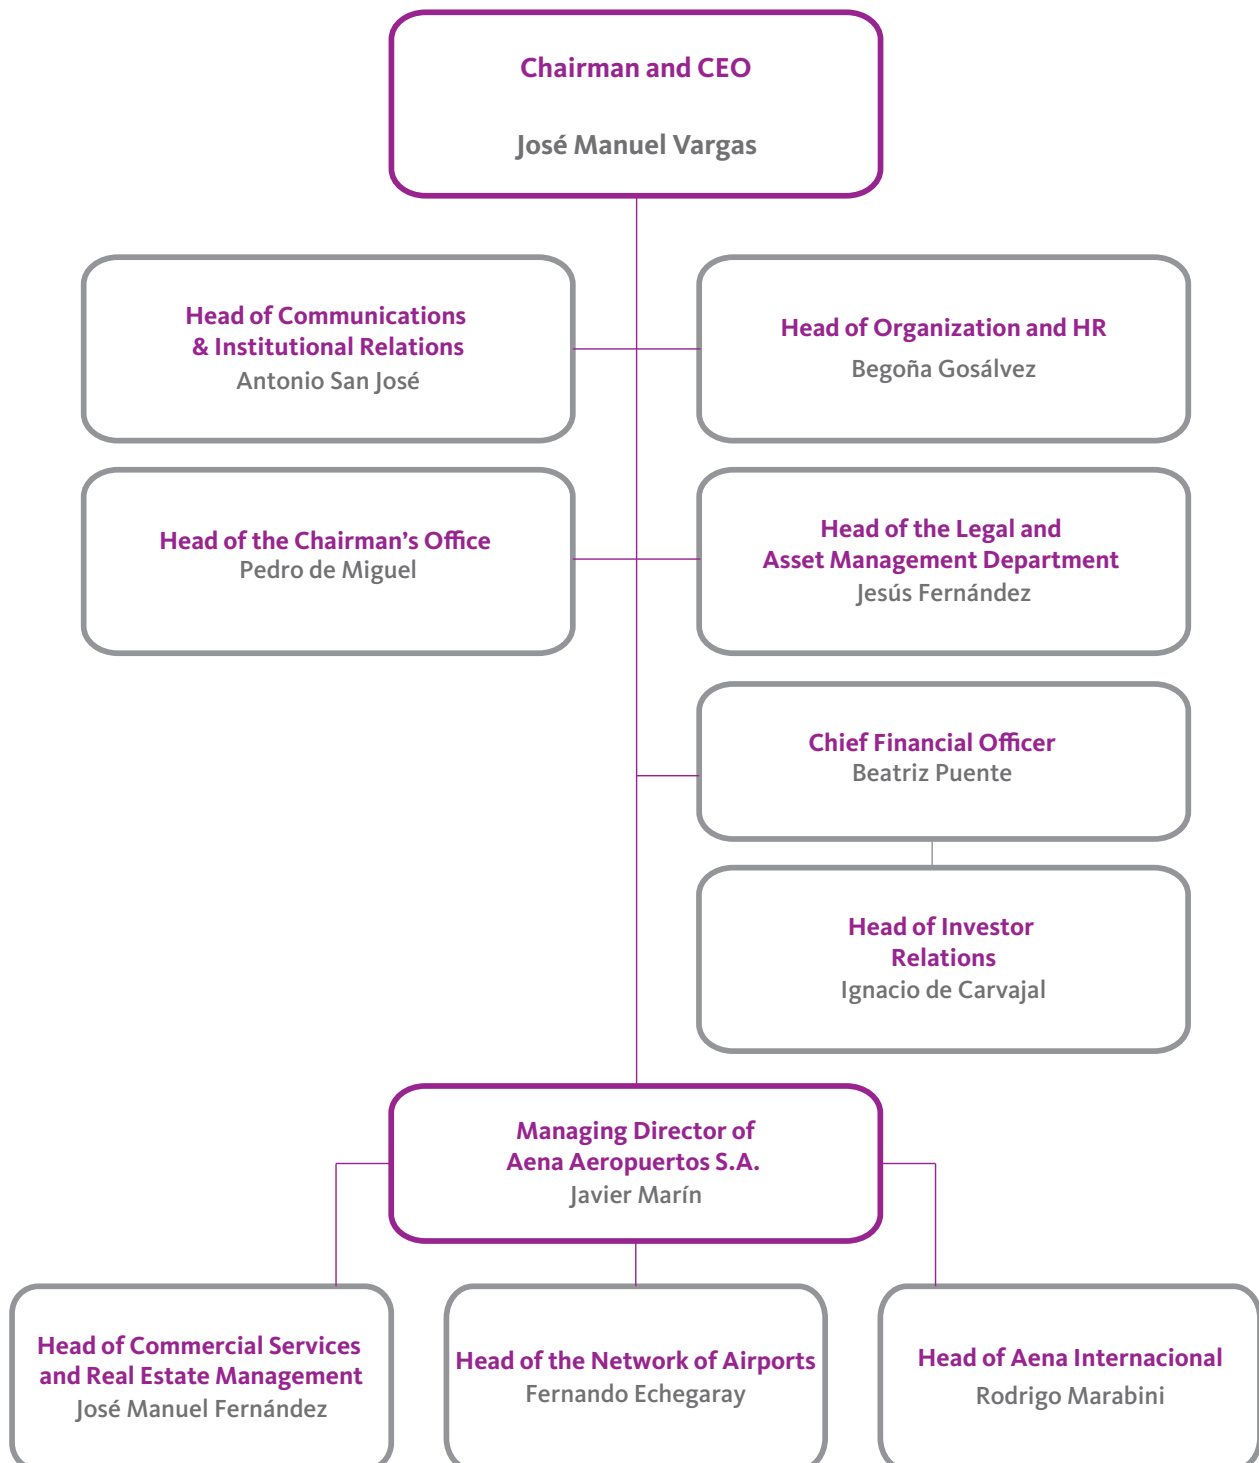 Chairman and CEO
José Manuel Vargas
Head of Communications
& Institutional Relations
Antonio San José
Head of Organization and HR
Begoña Gosálvez
Head of the Chairman’s Office
Pedro de Miguel
Head of the Legal and
Asset Management Department
Jesús Fernández
Chief Financial Officer
Beatriz Puente
Head of Investor
Relations
Ignacio de Carvajal
Managing Director of
Aena Aeropuertos S.A.
Javier Marín
Head of Commercial Services
and Real Estate Management
José Manuel Fernández
Head of the Network of Airports
Fernando Echegaray
Head of Aena Internacional
Rodrigo Marabini